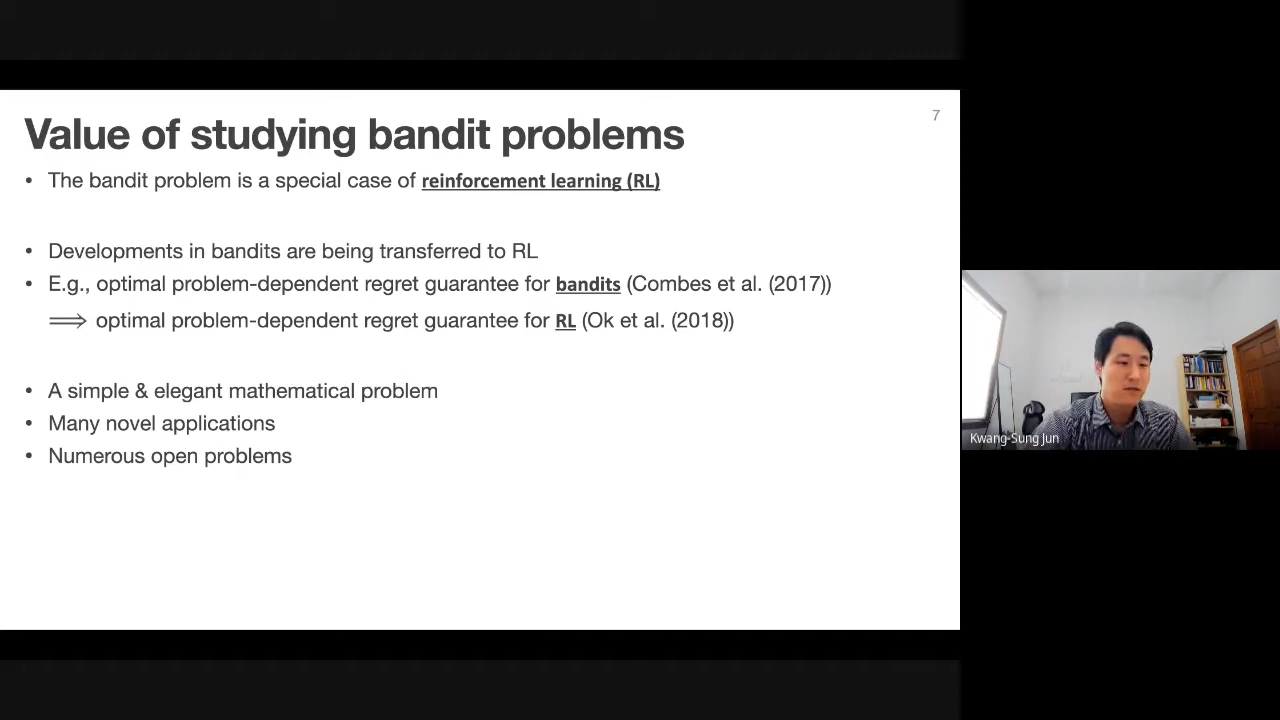 7
Value of studying bandit problems
• The bandit problem is a special case of reinforcement learning (RL)
• Developments in bandits are being transferred to RL
• E.g., optimal problem-dependent regret guarantee for bandits (Combes et al. (2017))
⟹ optimal problem-dependent regret guarantee for RL (Ok et al. (2018))
• A simple & elegant mathematical problem
• Many novel applications
• Numerous open problems
Kwang-Sung Jun